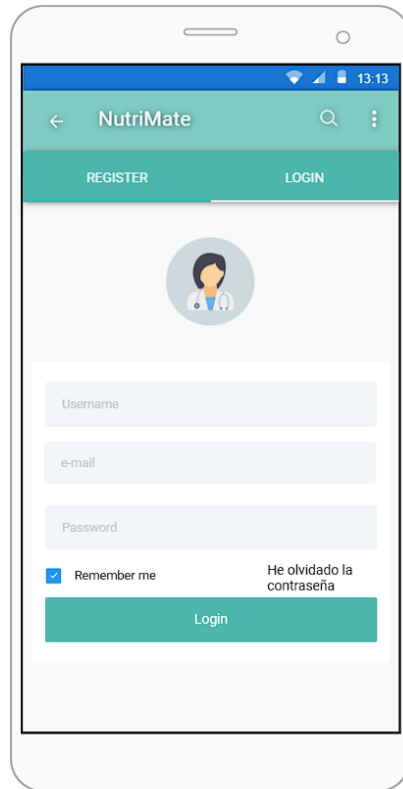 13:13
NutriMate
REGISTER LOGIN
Username
e-mail
Password
Remember me
He olvidado la
contraseña
Login